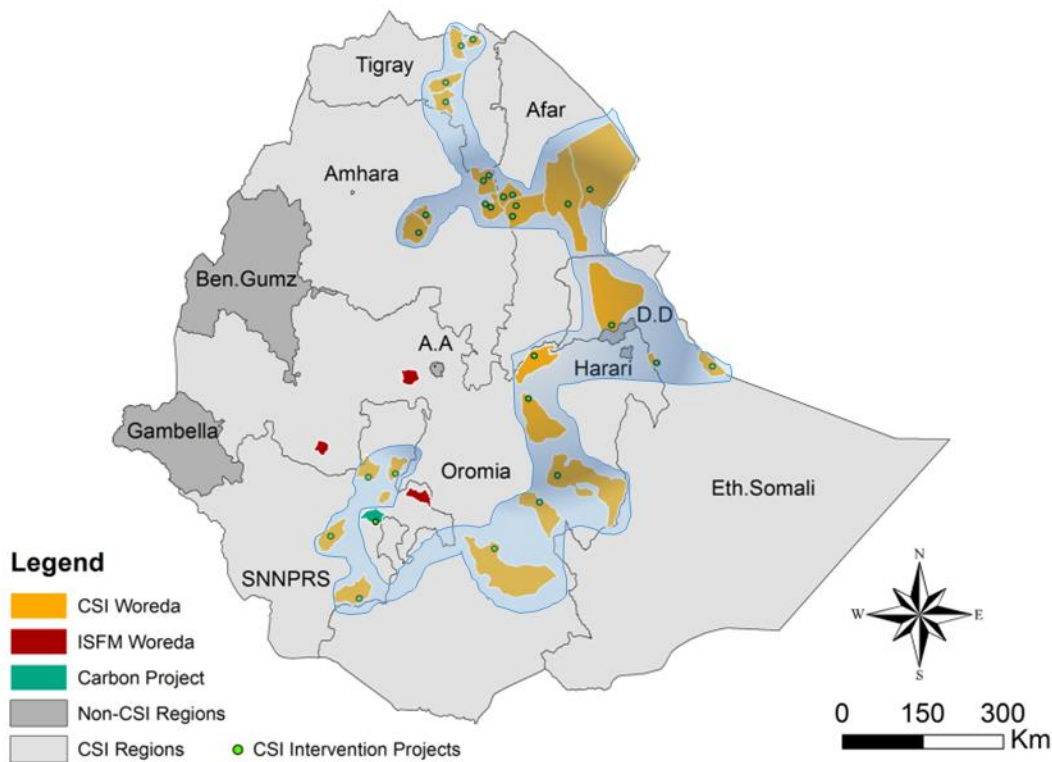 Tigray
Afar
Amhara
Ben.Gumz
D.D
A.A
Harari
Gambella
Oromia
Eth.Somali
SNNPRS
Legend
CSI Woreda
ISFM Woreda
Carbon Project
Non-CSI Regions
CSI Regions
CSI Intervention Projects
N
W
E
S
0 150 300
Km